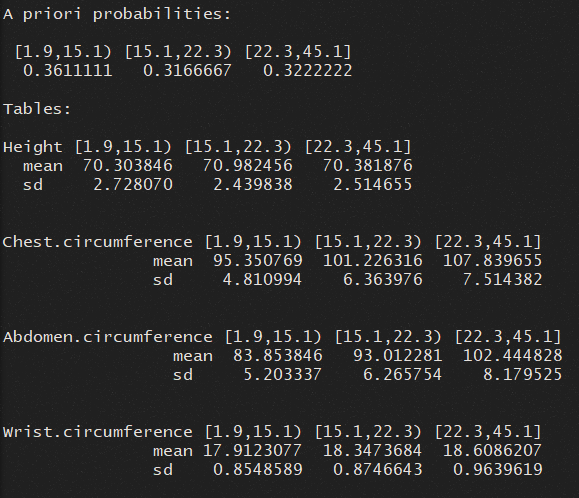 A priori probabilities:
[1.9,15.1) [15.1,22.3) [22.3,45.1]
0.3611111 0.3166667 0.3222222
Tables:
Height [1.9,15.1) [15.1,22.3) [22.3,45.1]
mean 70.303846 70.982456 70.381876
sd 2.728070 2.439838 2.514655
Chest.circumference [1.9,15.1) [15.1,22.3) [22.3,45.1]
mean 95.350769 101.226316 107.839655
sd 4.810994 6.363976 7.514382
Abdomen.circumference [1.9,15.1) [15.1,22.3) [22.3,45.1]
mean 83.853846 93.012281 102.444828
sd 5.203337 6.265754 8.179525
Wrist.circumference [1.9,15.1) [15.1,22.3) [22.3,45.1]
mean 17.9123077 18.3473684 18.6086207
sd 0.8548589 0.8746643 0.9639619